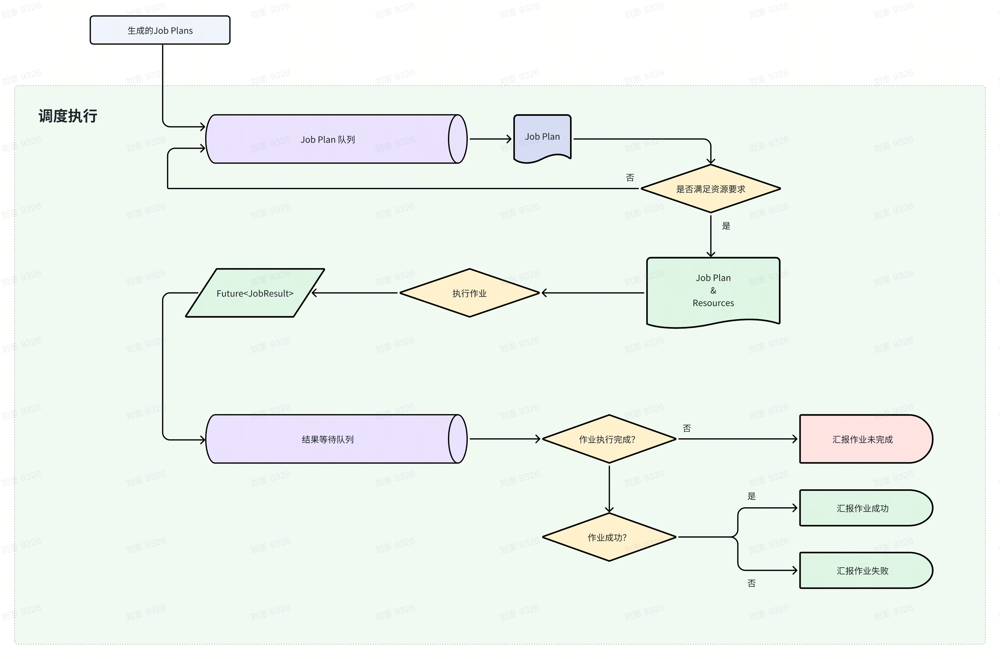 生成的Job Plans
调度执行
Job Plan 队列
Job Plan
否
是否满足资源要求
是
Future<JobResult>
执行作业
Job Plan
&
Resources
结果等待队列
作业执行完成？
否
汇报作业未完成
是
汇报作业成功
作业成功？
汇报作业失败
否
刘澎 9326